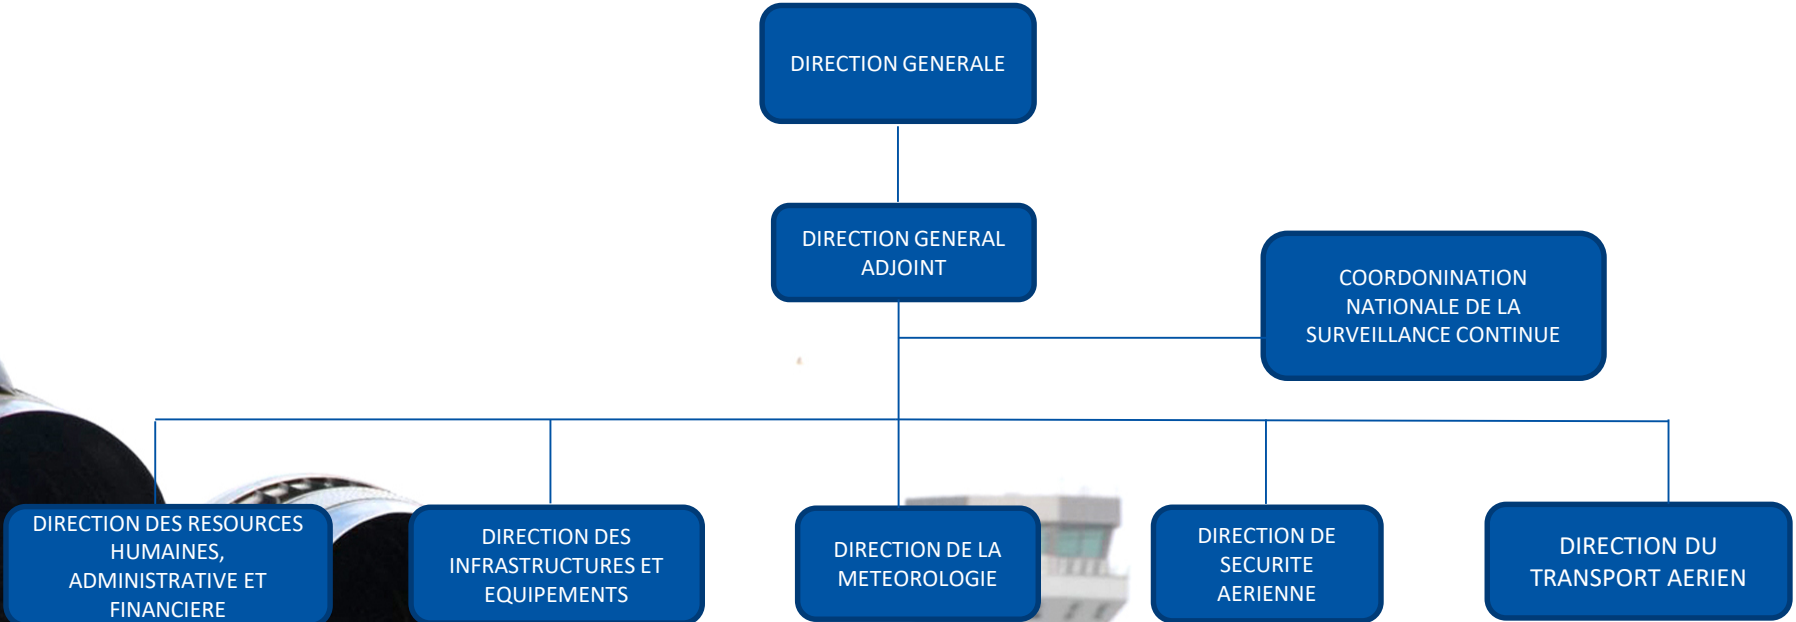 DIRECTION GENERALE
DIRECTION GENERAL
ADJOINT
COORDONINATION
NATIONALE DE LA
SURVEILLANCE CONTINUE
DIRECTION DES RESOURCES
HUMAINES,
ADMINISTRATIVE ET
FINANCIERE
DIRECTION DES
INFRASTRUCTURES ET
EQUIPEMENTS
DIRECTION DE LA
METEOROLOGIE
DIRECTION DE
SECURITE
AERIENNE
DIRECTION DU
TRANSPORT AERIEN